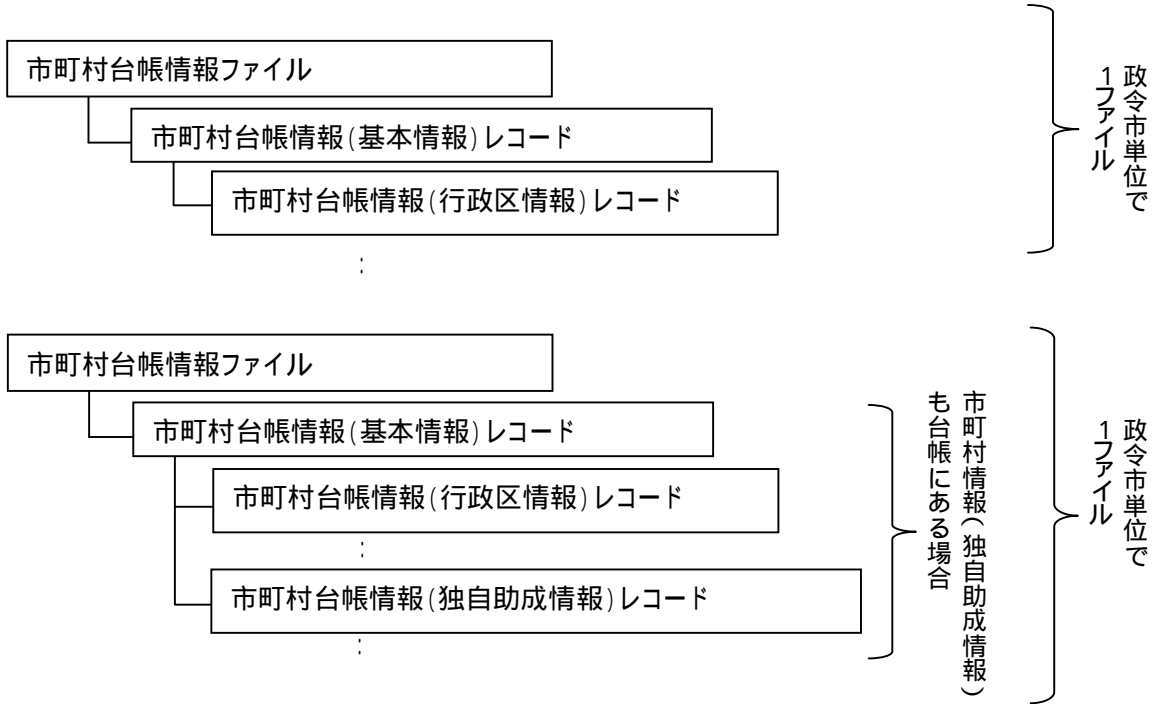 市町村台帳情報ファイル
市町村台帳情報(基本情報)レコード
市町村台帳情報(行政区情報)レコード
:
政令市単位で
1ファイル
市町村台帳情報ファイル
市町村台帳情報(基本情報)レコード
市町村台帳情報(行政区情報)レコード
:
市町村台帳情報(独自助成情報)レコード
:
市町村情報(独自助成情報)
も台帳にある場合
政令市単位で
1ファイル